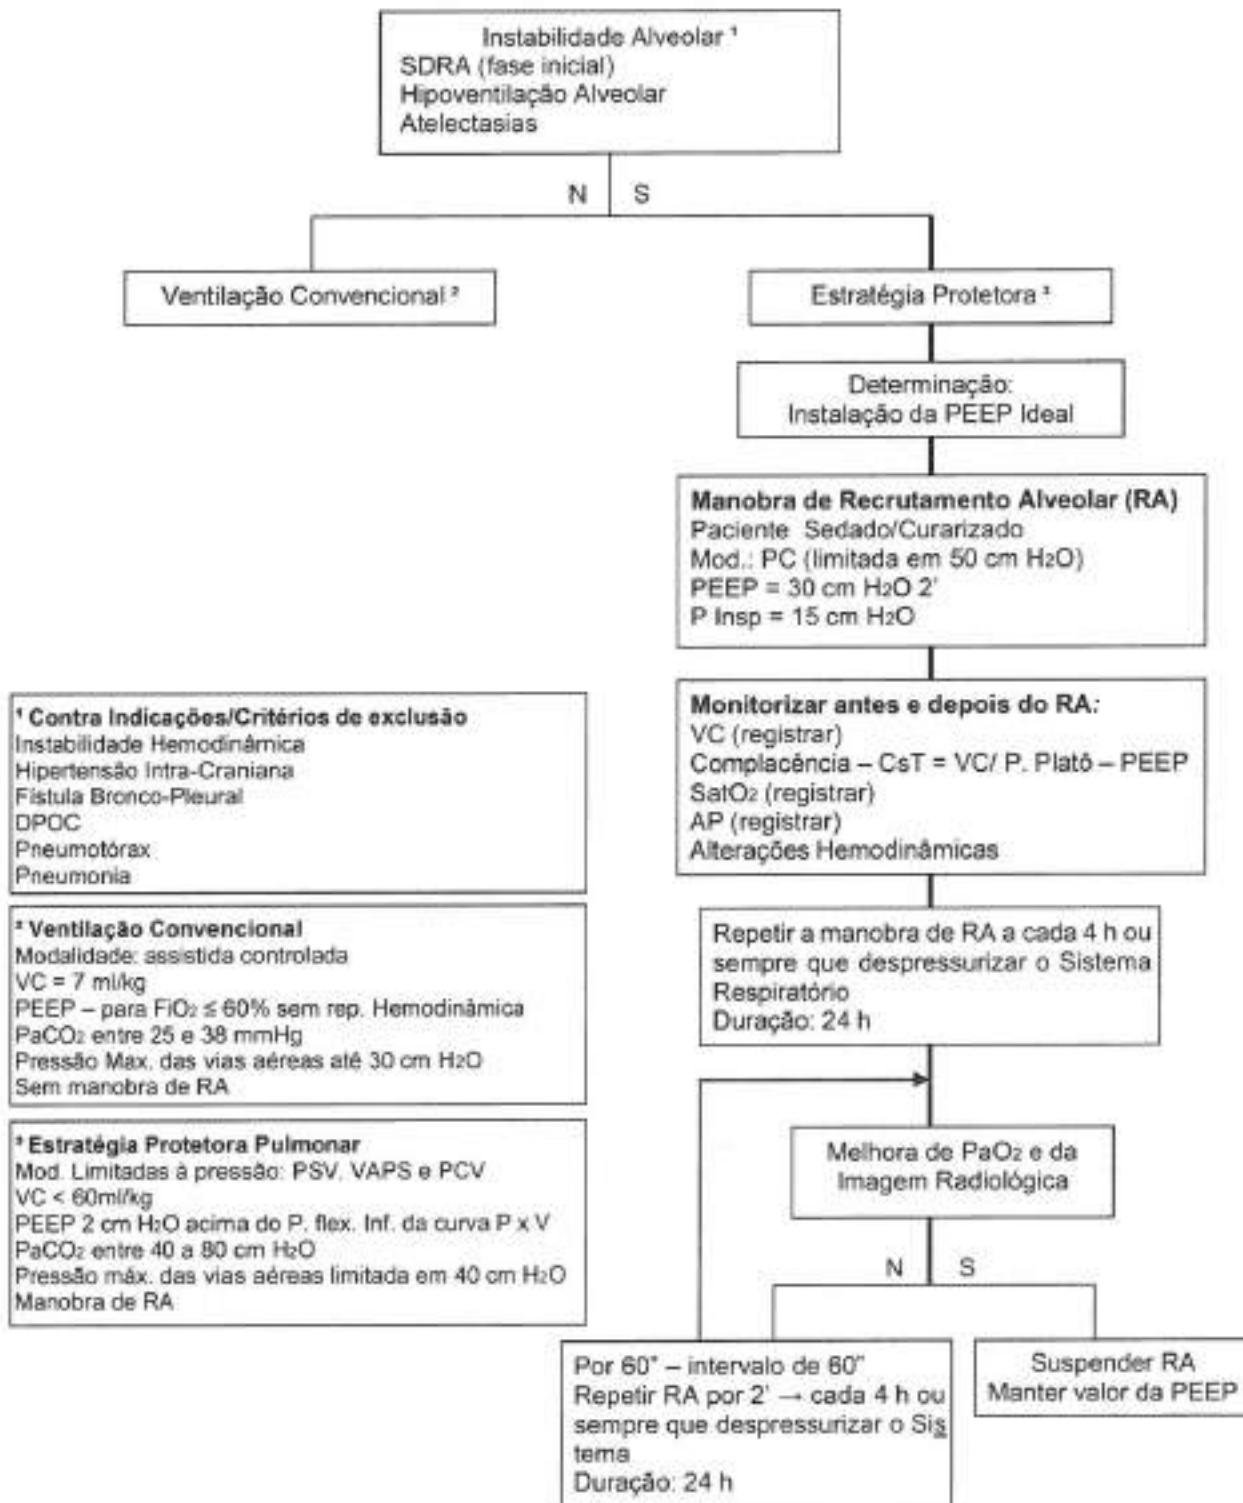 Instabilidade Alveolar ¹
SDRA (fase inicial)
Hipoventilação Alveolar
Atelectasias
N S
Ventilação Convencional ²
Estratégia Protetora ³
Determinação:
Instalação da PEEP Ideal
Manobra de Recrutamento Alveolar (RA)
Paciente Sedado/Curarizado
Mod.: PC (limitada em 50 cm H₂O)
PEEP = 30 cm H₂O 2'
P Insp = 15 cm H₂O
Monitorizar antes e depois do RA:
VC (registrar)
Complacência – CsT = VC/ P. Platô – PEEP
SatO₂ (registrar)
AP (registrar)
Alterações Hemodinâmicas
Repetir a manobra de RA a cada 4 h ou
sempre que despressurizar o Sistema
Respiratório
Duração: 24 h
Melhora de PaO₂ e da
Imagem Radiológica
N S
Por 60" – intervalo de 60"
Repetir RA por 2' → cada 4 h ou
sempre que despressurizar o Sis
tema
Duração: 24 h
Suspender RA
Manter valor da PEEP
¹ Contra Indicações/Critérios de exclusão
Instabilidade Hemodinâmica
Hipertensão Intra-Craniana
Fístula Bronco-Pleural
DPOC
Pneumotórax
Pneumonia
² Ventilação Convencional
Modalidade: assistida controlada
VC = 7 ml/kg
PEEP – para FiO₂ ≤ 60% sem rep. Hemodinâmica
PaCO₂ entre 25 e 38 mmHg
Pressão Max. das vias aéreas até 30 cm H₂O
Sem manobra de RA
³ Estratégia Protetora Pulmonar
Mod. Limitadas à pressão: PSV, VAPS e PCV
VC < 60ml/kg
PEEP 2 cm H₂O acima do P. flex. Inf. da curva P x V
PaCO₂ entre 40 a 80 cm H₂O
Pressão máx. das vias aéreas limitada em 40 cm H₂O
Manobra de RA